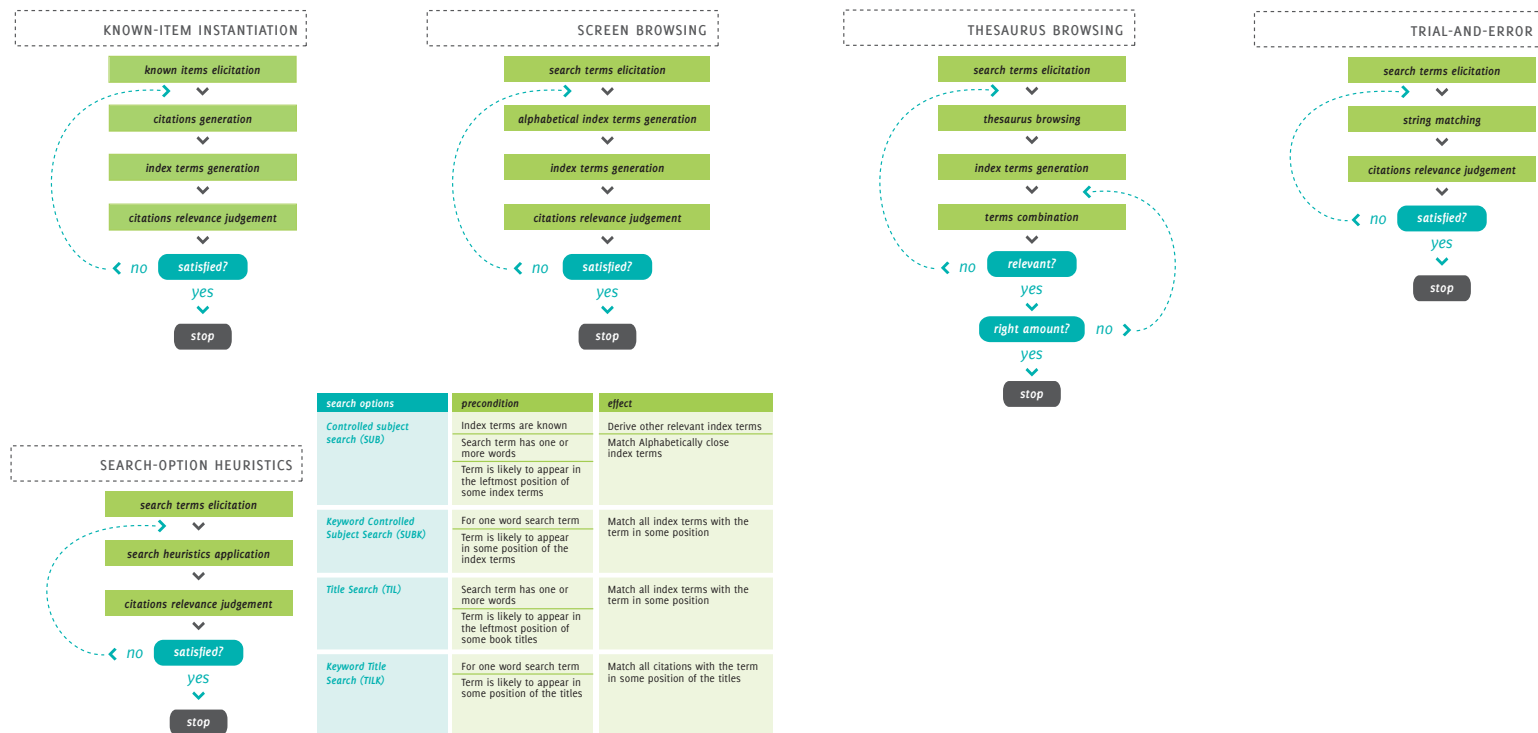 KNOWN-ITEM INSTANTIATION
known items elicitation
citations generation
index terms generation
citations relevance judgement
no
satisfied?
yes
stop
SCREEN BROWSING
search terms elicitation
alphabetical index terms generation
index terms generation
citations relevance judgement
no
satisfied?
yes
stop
THESAURUS BROWSING
search terms elicitation
thesaurus browsing
index terms generation
terms combination
no
relevant?
yes
right amount?
no
yes
stop
TRIAL-AND-ERROR
search terms elicitation
string matching
citations relevance judgement
no
satisfied?
yes
stop
SEARCH-OPTION HEURISTICS
search terms elicitation
search heuristics application
citations relevance judgement
no
satisfied?
yes
stop
search options
precondition
effect
Controlled subject
search (SUB)
Index terms are known
Derive other relevant index terms
Search term has one or
more words
Match Alphabetically close
index terms
Term is likely to appear in
the leftmost position of
some index terms
Keyword Controlled
Subject Search (SUBK)
For one word search term
Match all index terms with the
term in some position
Term is likely to appear
in some position of the
index terms
Title Search (TIL)
Search term has one or
more words
Match all index terms with the
term in some position
Term is likely to appear in
the leftmost position of
some book titles
Keyword Title
Search (TILK)
For one word search term
Match all citations with the term
in some position of the titles
Term is likely to appear in
some position of the titles